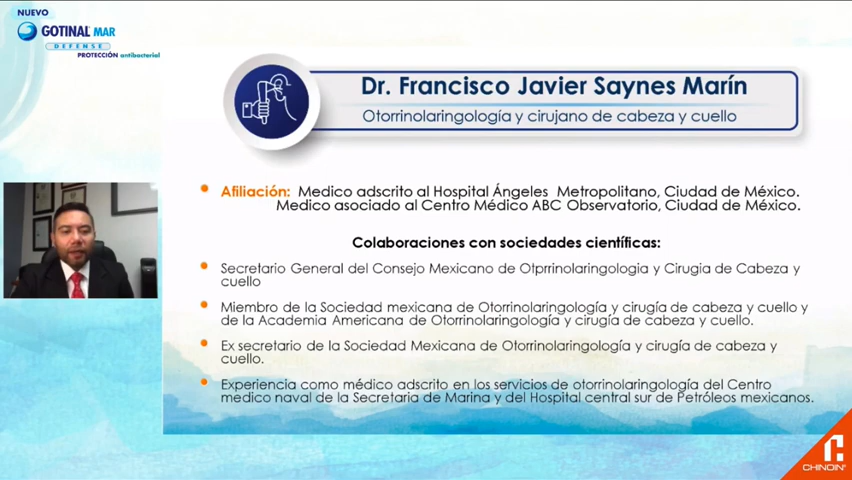 NUEVO
GOTINAL MAR
DEFENSE
PROTECCIÓN antibacterial
Dr. Francisco Javier Saynes Marín
Otorrinolaringología y cirujano de cabeza y cuello
Afiliación: Medico adscrito al Hospital Ángeles Metropolitano, Ciudad de México.
Medico asociado al Centro Médico ABC Observatorio, Ciudad de México.
Colaboraciones con sociedades científicas:
Secretario General del Consejo Mexicano de Otprrinolaringologia y Cirugia de Cabeza y
cuello
Miembro de la Sociedad mexicana de Otorrinolaringología y cirugía de cabeza y cuello y
de la Academia Americana de Otorrinolaringología y cirugía de cabeza y cuello.
Ex secretario de la Sociedad Mexicana de Otorrinolaringología y cirugía de cabeza y
cuello.
Experiencia como médico adscrito en los servicios de otorrinolaringología del Centro
medico naval de la Secretaria de Marina y del Hospital central sur de Petróleos mexicanos.
CHINOIN